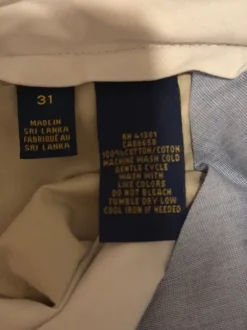 31
MADE IN
SRI LANKA
FABRIQUÉ AU
SRI LANKA
RN 41381
CA00650
100%COTTON/COTON
MACHINE WASH COLD
GENTLE CYCLE
WASH WITH
LIKE COLORS
DO NOT BLEACH
TUMBLE DRY LOW
COOL IRON IF NEEDED